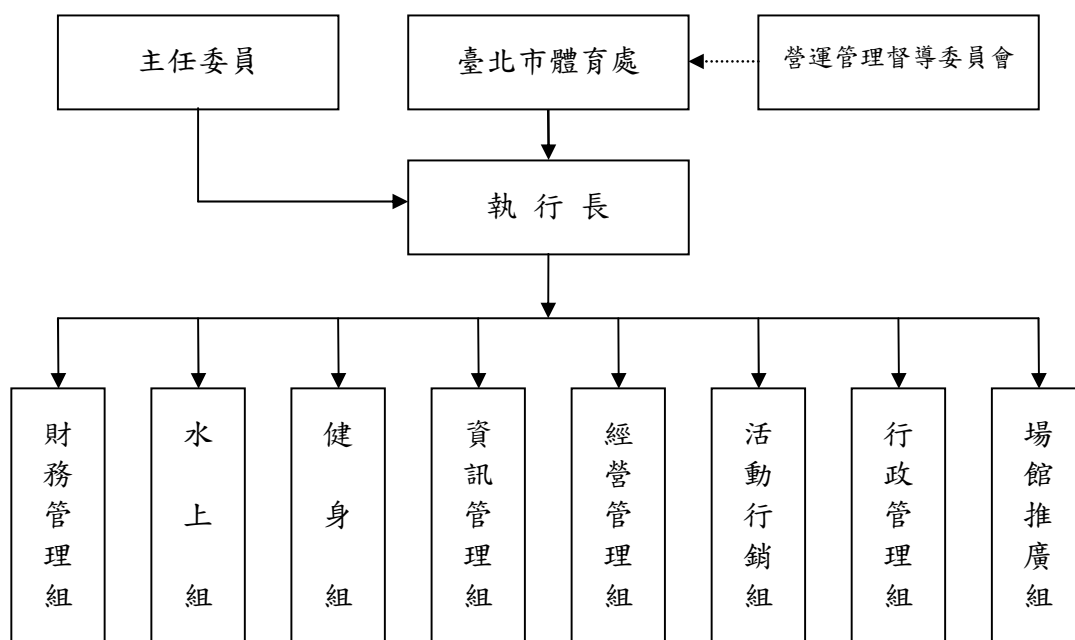 主任委員
臺北市體育處
營運管理督導委員會
執行長
財務管理組
水上組
健身組
資訊管理組
經營管理組
活動行銷組
行政管理組
場館推廣組